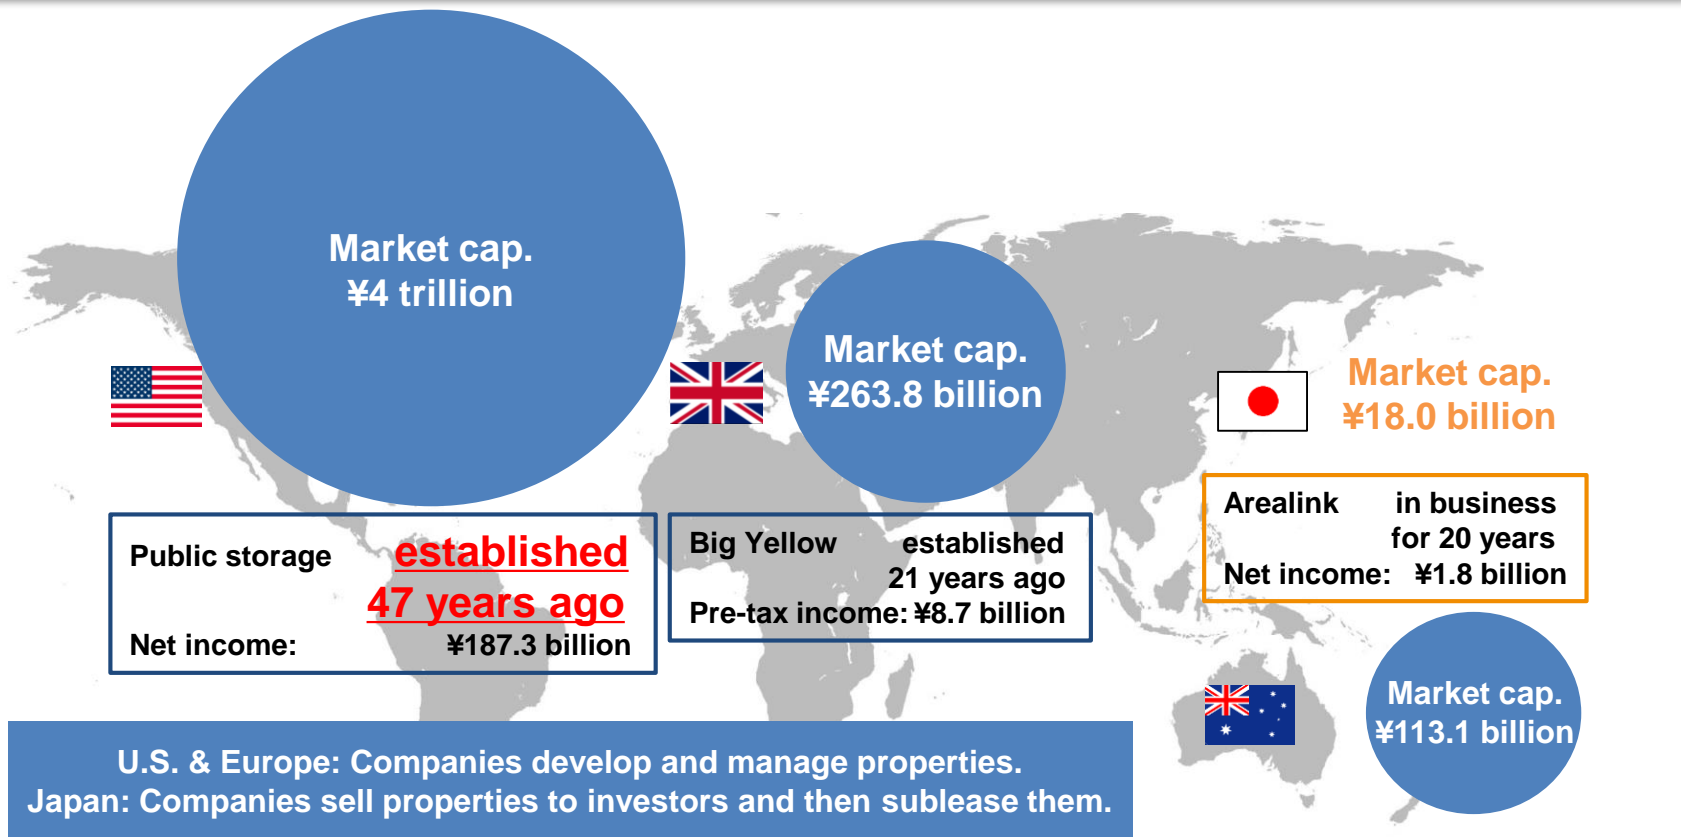 Market cap.
¥4 trillion
Market cap.
¥263.8 billion
Market cap.
¥18.0 billion
Public storage established
47 years ago
Net income: ¥187.3 billion
Big Yellow established
21 years ago
Pre-tax income: ¥8.7 billion
Arealink in business
for 20 years
Net income: ¥1.8 billion
Market cap.
¥113.1 billion
U.S. & Europe: Companies develop and manage properties.
Japan: Companies sell properties to investors and then sublease them.